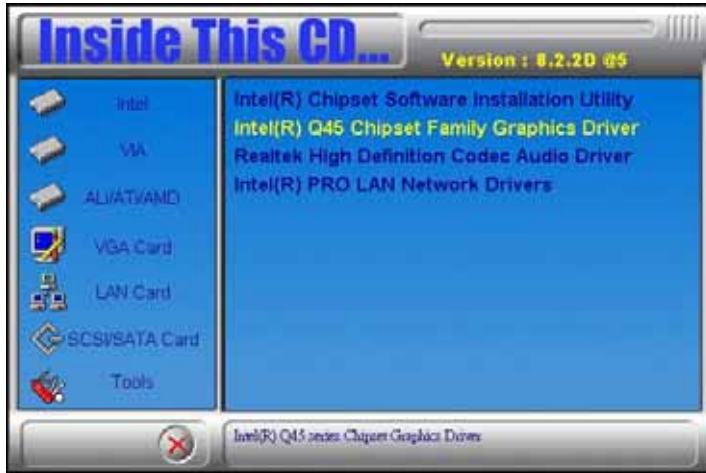 Inside This CD...
Version : 8.2.2D @5
Intel
VIA
ALI/ATI/AMD
VGA Card
LAN Card
SCSI/SATA Card
Tools
Intel(R) Chipset Software Installation Utility
Intel(R) Q45 Chipset Family Graphics Driver
Realtek High Definition Codec Audio Driver
Intel(R) PRO LAN Network Drivers
Intel(R) Q45 series Chipset Graphics Driver